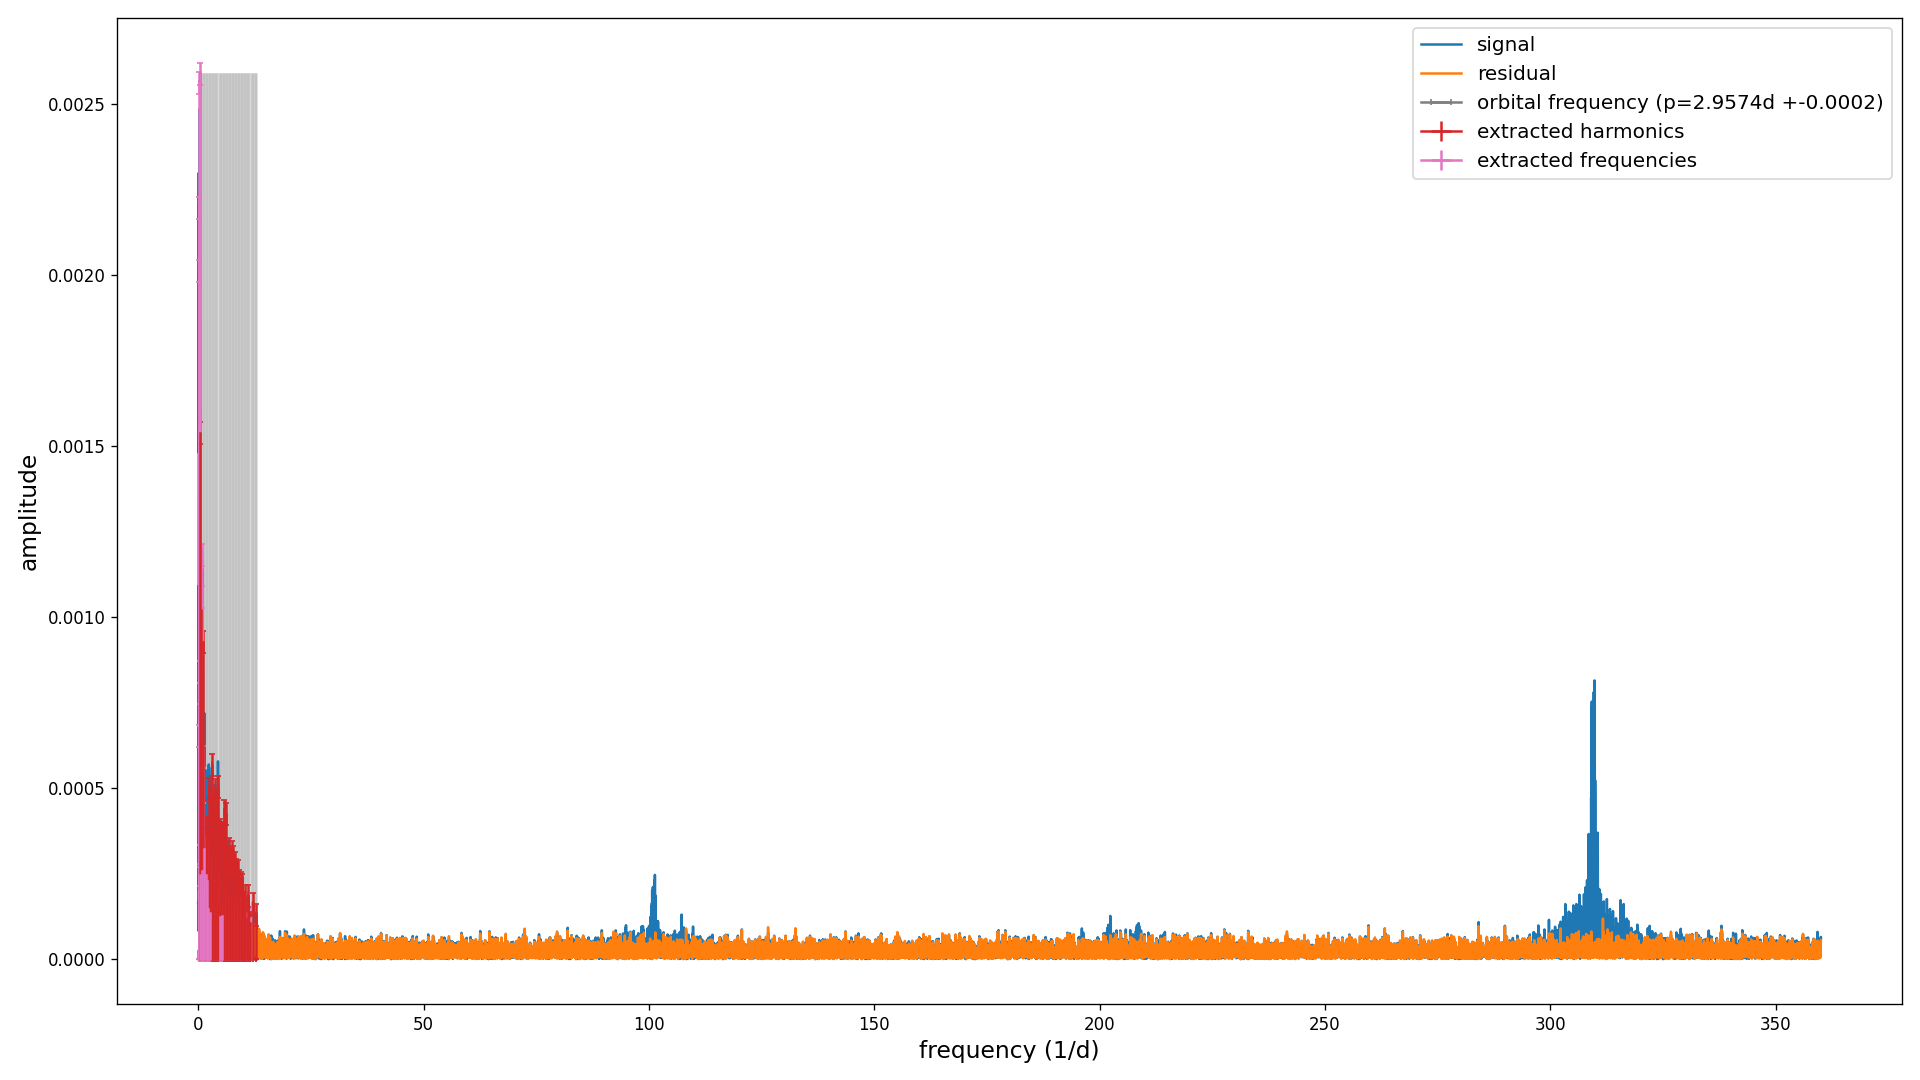 signal
residual
orbital frequency (p=2.9574d +-0.0002)
extracted harmonics
extracted frequencies
amplitude
0.0025
0.0020
0.0015
0.0010
0.0005
0.0000
0 50 100 150 200 250 300 350
frequency (1/d)